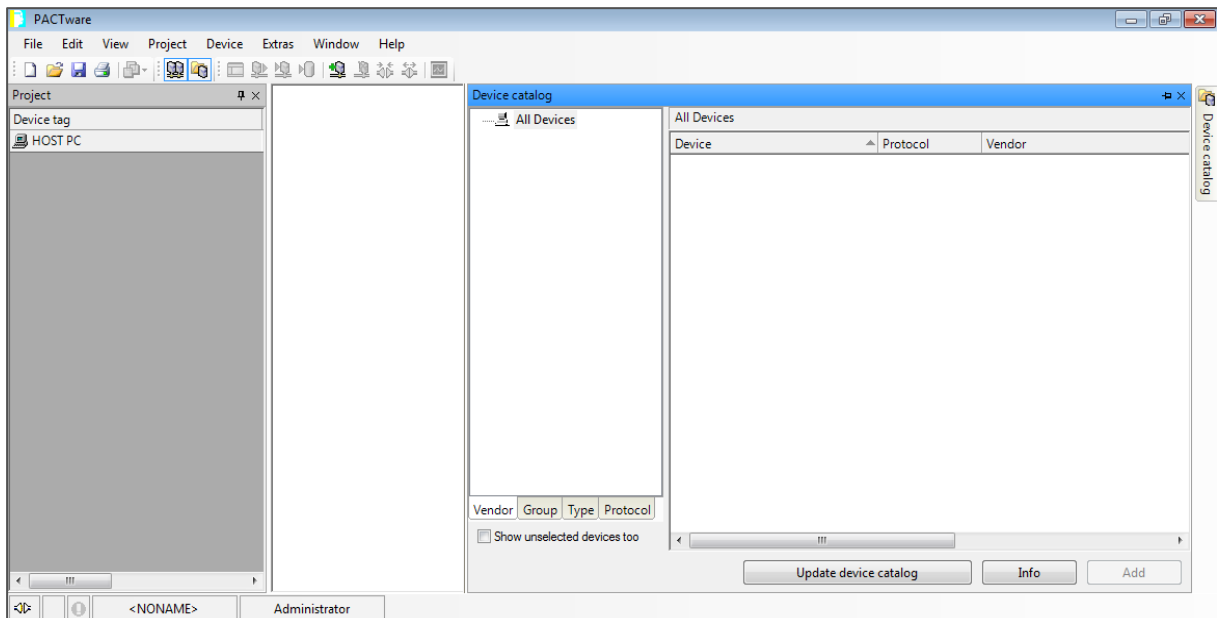 PACTware
File Edit View Project Device Extras Window Help
Project
Device tag
HOST PC
Device catalog
All Devices
All Devices
Device Protocol Vendor
Vendor Group Type Protocol
Show unselected devices too
Update device catalog Info Add
Device catalog
<NONAME> Administrator